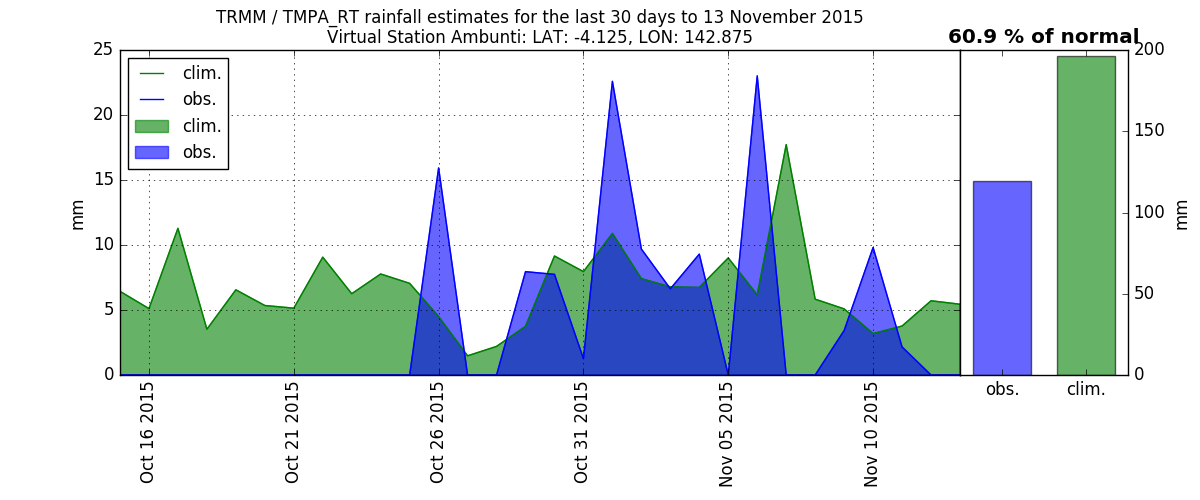 TRMM / TMPA_RT rainfall estimates for the last 30 days to 13 November 2015
Virtual Station Ambunti: LAT: -4.125, LON: 142.875
60.9 % of normal
25
20
15
10
5
0
mm
clim.
obs.
clim.
obs.
200
150
100
50
0
mm
obs.
clim.
Oct 16 2015
Oct 21 2015
Oct 26 2015
Oct 31 2015
Nov 05 2015
Nov 10 2015